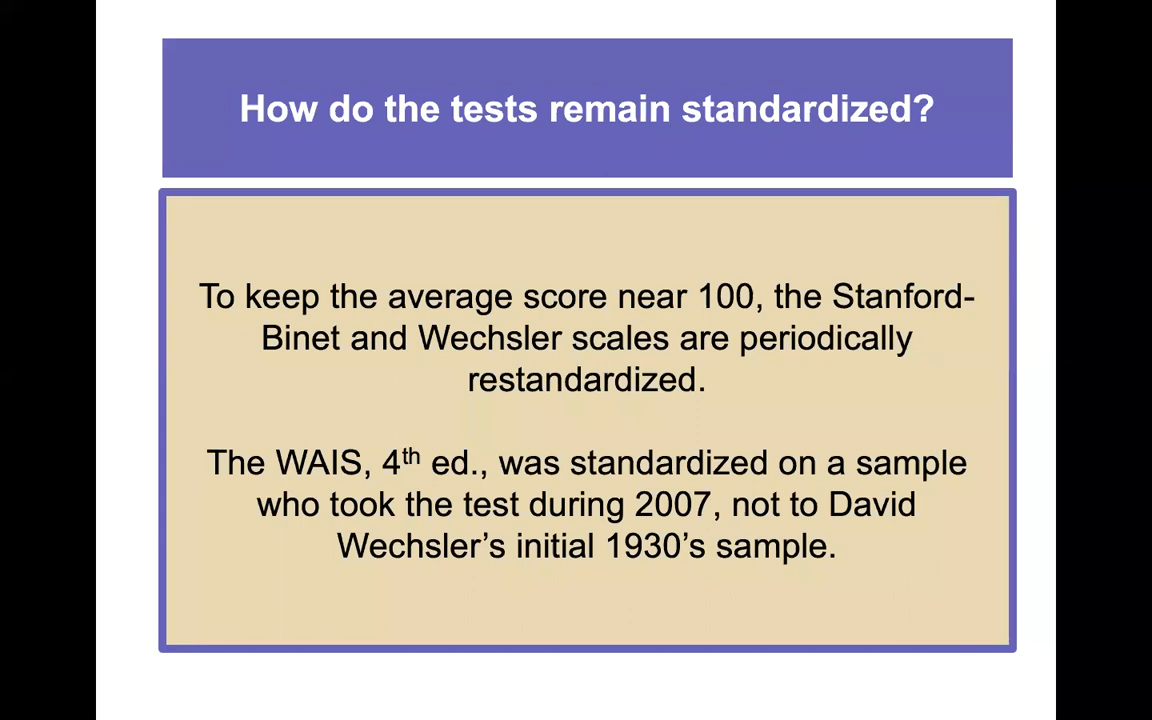 How do the tests remain standardized?
To keep the average score near 100, the Stanford-
Binet and Wechsler scales are periodically
restandardized.
The WAIS, 4th ed., was standardized on a sample
who took the test during 2007, not to David
Wechsler’s initial 1930’s sample.